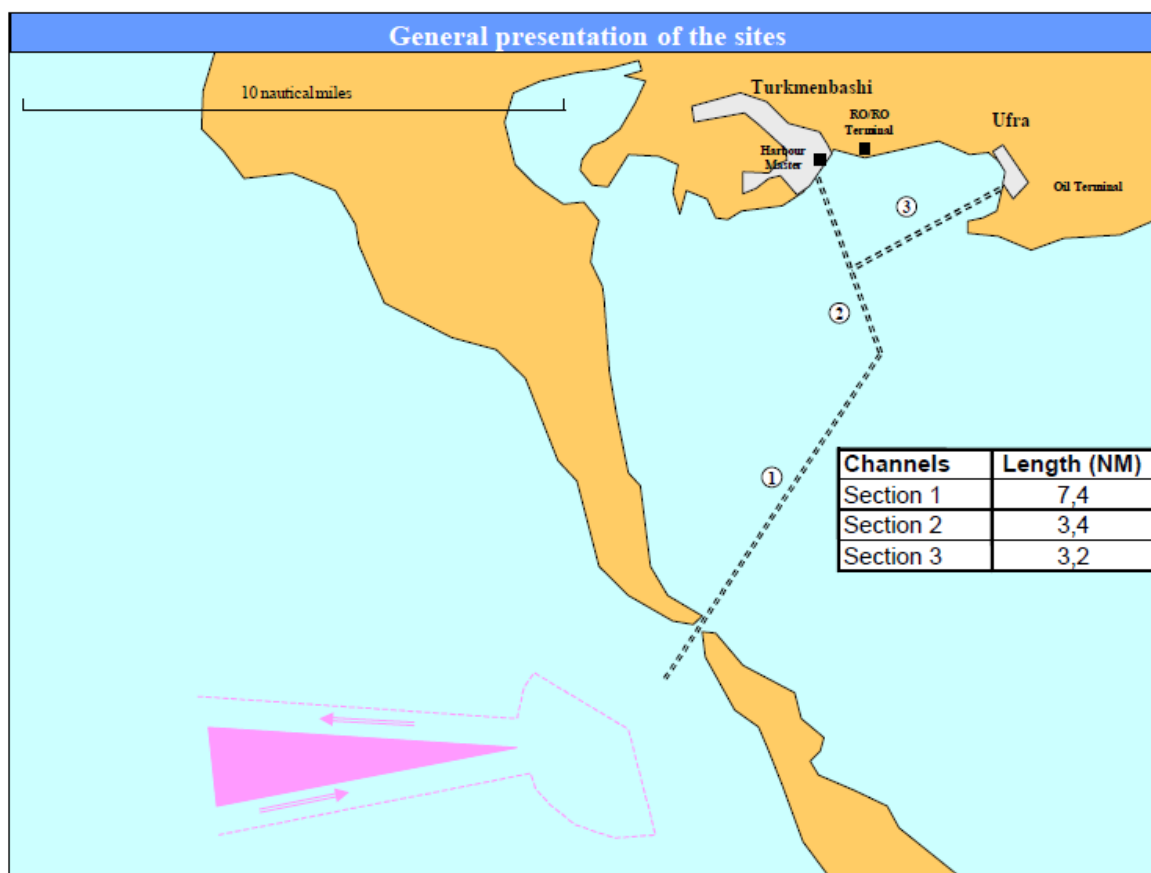 General presentation of the sites
10 nautical miles
Turkmenbashi
RO/RO
Terminal
Ufra
Harbour
Master
Oil Terminal
3
2
1
Channels Length (NM)
Section 1 7,4
Section 2 3,4
Section 3 3,2